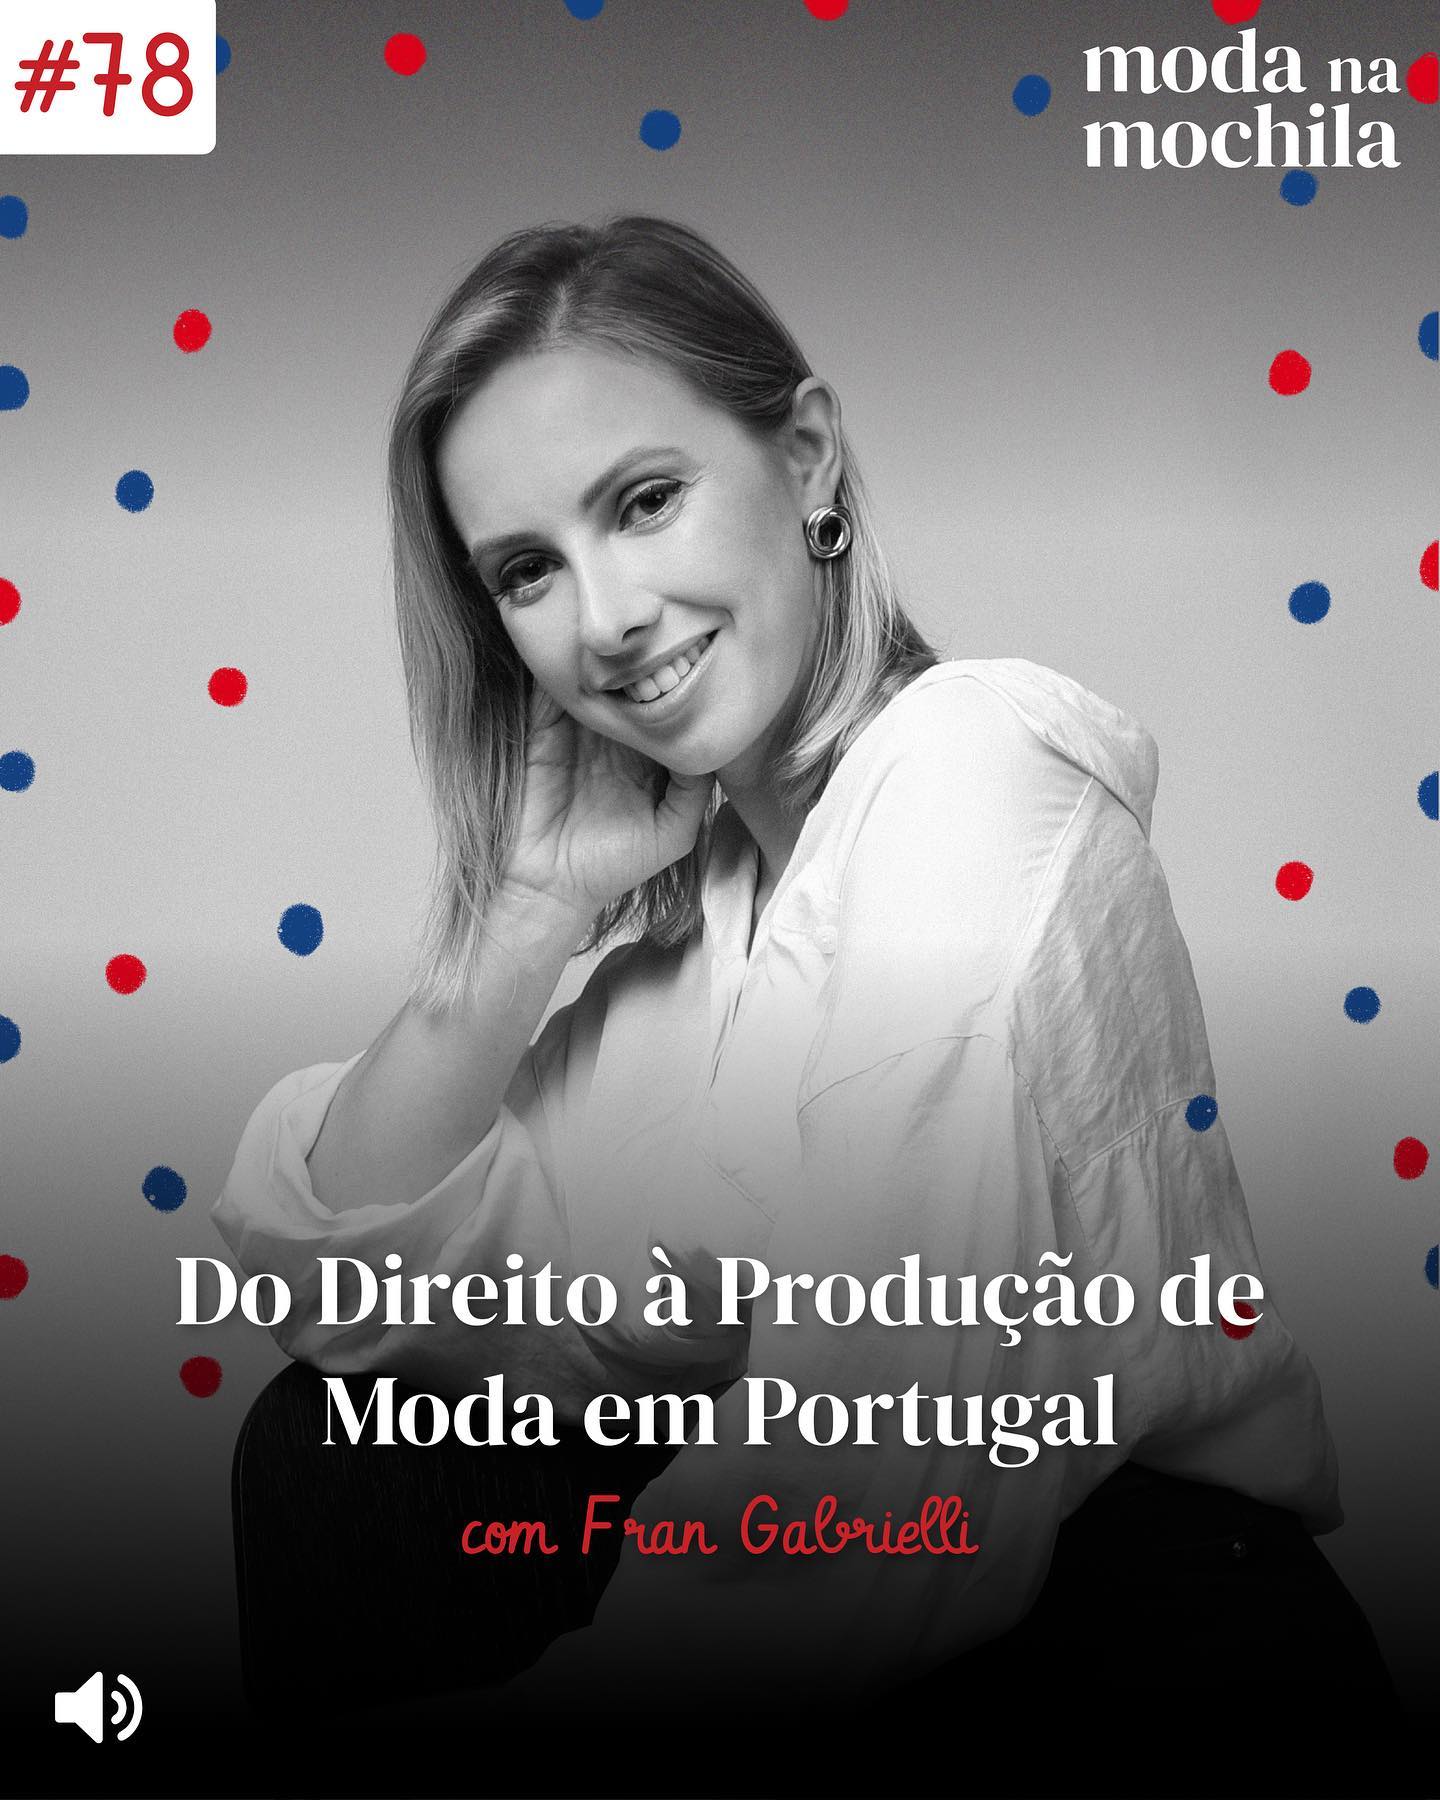 #78
moda na
mochila
Do Direito à Produção de
Moda em Portugal
com Fran Gabrielli